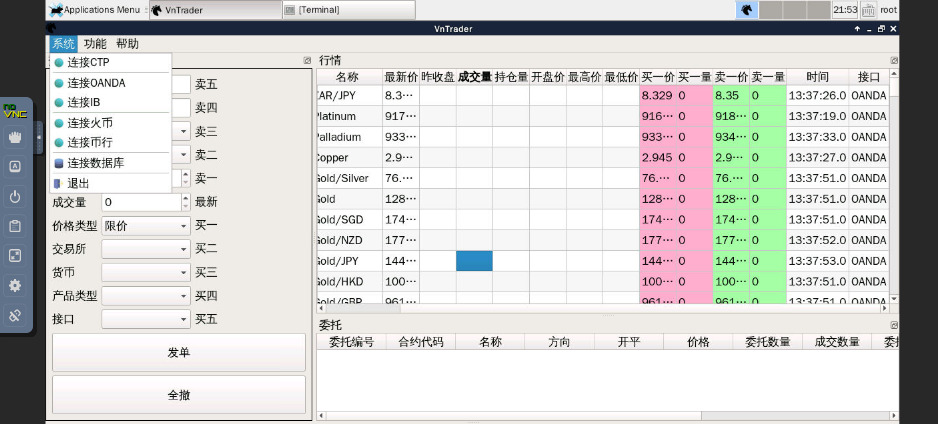 Applications Menu
VnTrader
[Terminal]
21:53
root
VnTrader
系统 功能 帮助
连接CTP
连接OANDA
连接IB
连接火币
连接币行
连接数据库
退出
卖五
卖四
卖三
卖二
卖一
成交量 0 最新
价格类型 限价 买一
交易所 买二
货币 买三
产品类型 买四
接口 买五
发单
全撤
行情
名称 最新价 昨收盘 成交量 持仓量 开盘价 最高价 最低价 买一价 买一量 卖一价 卖一量 时间 接口
ZAR/JPY 8.3⋯ 8.329 0 8.35 0 13:37:26.0 OANDA
Platinum 917⋯ 916⋯ 0 918⋯ 0 13:37:19.0 OANDA
Palladium 933⋯ 933⋯ 0 934⋯ 0 13:37:33.0 OANDA
Copper 2.9⋯ 2.945 0 2.9⋯ 0 13:37:27.0 OANDA
Gold/Silver 76.⋯ 76.⋯ 0 76.⋯ 0 13:37:51.0 OANDA
Gold 128⋯ 128⋯ 0 128⋯ 0 13:37:51.0 OANDA
Gold/SGD 174⋯ 174⋯ 0 174⋯ 0 13:37:52.0 OANDA
Gold/NZD 177⋯ 177⋯ 0 177⋯ 0 13:37:52.0 OANDA
Gold/JPY 144⋯ 144⋯ 0 144⋯ 0 13:37:53.0 OANDA
Gold/HKD 100⋯ 100⋯ 0 100⋯ 0 13:37:51.0 OANDA
Gold/GBP 961⋯ 961⋯ 0 961⋯ 0 13:37:51.0 OANDA
委托
委托编号 合约代码 名称 方向 开平 价格 委托数量 成交数量 委
no
VNC
A